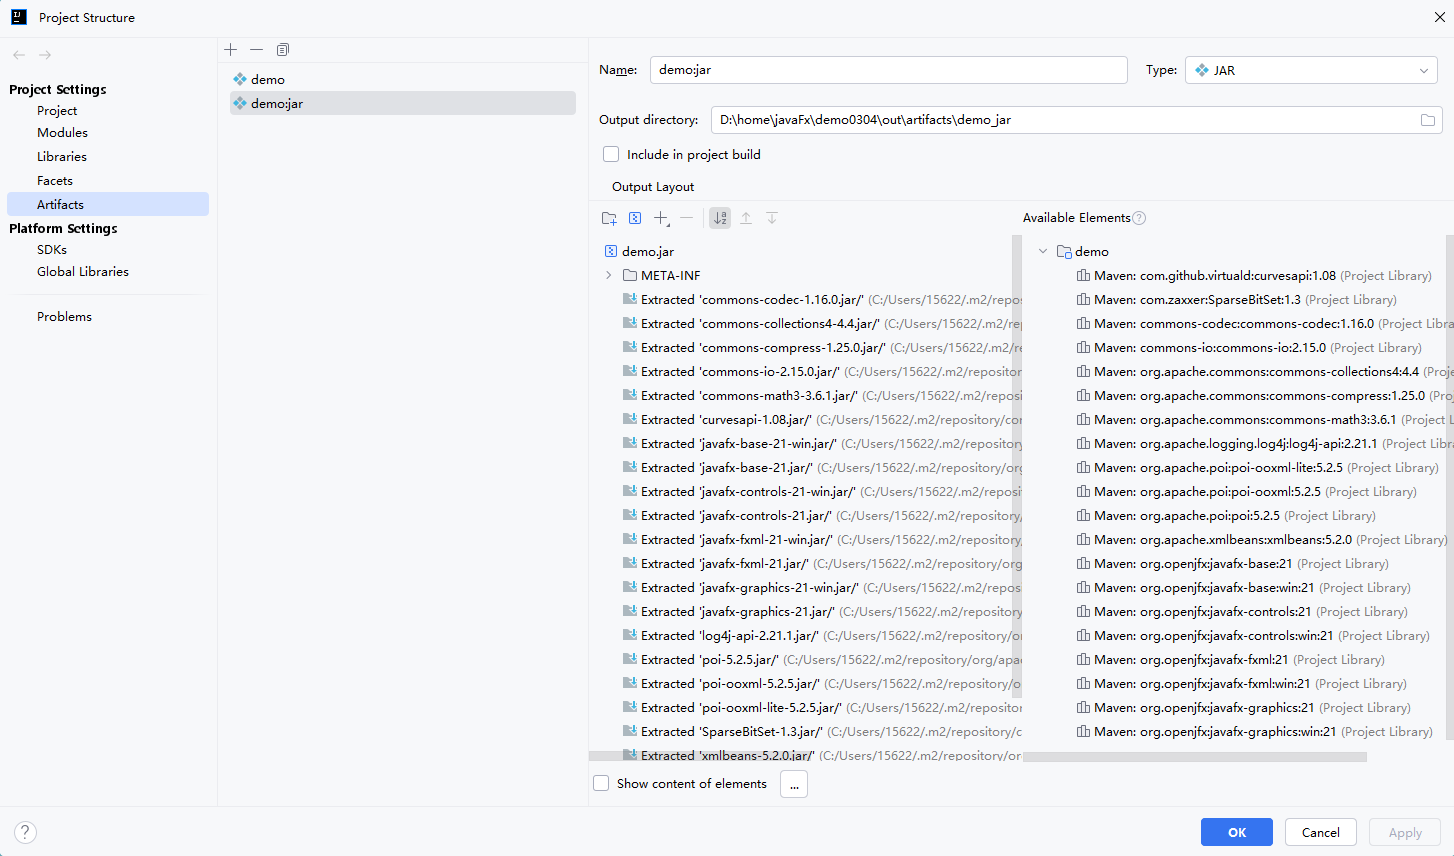 Project Structure
Project Settings
Project
Modules
Libraries
Facets
Artifacts
Platform Settings
SDKs
Global Libraries
Problems
demo
demo:jar
Name: demo:jar
Type: JAR
Output directory: D:\home\javaFx\demo0304\out\artifacts\demo_jar
Include in project build
Output Layout
demo.jar
META-INF
Extracted 'commons-codec-1.16.0.jar/' (C:/Users/15622/.m2/repos
Extracted 'commons-collections4-4.4.jar/' (C:/Users/15622/.m2/rep
Extracted 'commons-compress-1.25.0.jar/' (C:/Users/15622/.m2/re
Extracted 'commons-io-2.15.0.jar/' (C:/Users/15622/.m2/repositor
Extracted 'commons-math3-3.6.1.jar/' (C:/Users/15622/.m2/reposi
Extracted 'curvesapi-1.08.jar/' (C:/Users/15622/.m2/repository/co
Extracted 'javafx-base-21-win.jar/' (C:/Users/15622/.m2/reposito
Extracted 'javafx-base-21.jar/' (C:/Users/15622/.m2/repository/org
Extracted 'javafx-controls-21-win.jar/' (C:/Users/15622/.m2/reposi
Extracted 'javafx-controls-21.jar/' (C:/Users/15622/.m2/repository/
Extracted 'javafx-fxml-21-win.jar/' (C:/Users/15622/.m2/repository,
Extracted 'javafx-fxml-21.jar/' (C:/Users/15622/.m2/repository/org
Extracted 'javafx-graphics-21-win.jar/' (C:/Users/15622/.m2/repos
Extracted 'javafx-graphics-21.jar/' (C:/Users/15622/.m2/repository
Extracted 'log4j-api-2.21.1.jar/' (C:/Users/15622/.m2/repository/o
Extracted 'poi-5.2.5.jar/' (C:/Users/15622/.m2/repository/org/apa
Extracted 'poi-ooxml-5.2.5.jar/' (C:/Users/15622/.m2/repository/o
Extracted 'poi-ooxml-lite-5.2.5.jar/' (C:/Users/15622/.m2/reposito
Extracted 'SparseBitSet-1.3.jar/' (C:/Users/15622/.m2/repository/c
Extracted 'xmlbeans-5.2.0.jar/' (C:/Users/15622/.m2/repository/or
Show content of elements
...
Available Elements ?
demo
Maven: com.github.virtuald:curvesapi:1.08 (Project Library)
Maven: com.zaxxer:SparseBitSet:1.3 (Project Library)
Maven: commons-codec:commons-codec:1.16.0 (Project Libra
Maven: commons-io:commons-io:2.15.0 (Project Library)
Maven: org.apache.commons:commons-collections4:4.4 (Proje
Maven: org.apache.commons:commons-compress:1.25.0 (Pro
Maven: org.apache.commons:commons-math3:3.6.1 (Project L
Maven: org.apache.logging.log4j:log4j-api:2.21.1 (Project Libr
Maven: org.apache.poi:poi-ooxml-lite:5.2.5 (Project Library)
Maven: org.apache.poi:poi-ooxml:5.2.5 (Project Library)
Maven: org.apache.poi:poi:5.2.5 (Project Library)
Maven: org.apache.xmlbeans:xmlbeans:5.2.0 (Project Library)
Maven: org.openjfx:javafx-base:21 (Project Library)
Maven: org.openjfx:javafx-base:win:21 (Project Library)
Maven: org.openjfx:javafx-controls:21 (Project Library)
Maven: org.openjfx:javafx-controls:win:21 (Project Library)
Maven: org.openjfx:javafx-fxml:21 (Project Library)
Maven: org.openjfx:javafx-fxml:win:21 (Project Library)
Maven: org.openjfx:javafx-graphics:21 (Project Library)
Maven: org.openjfx:javafx-graphics:win:21 (Project Library)
?
OK
Cancel
Apply